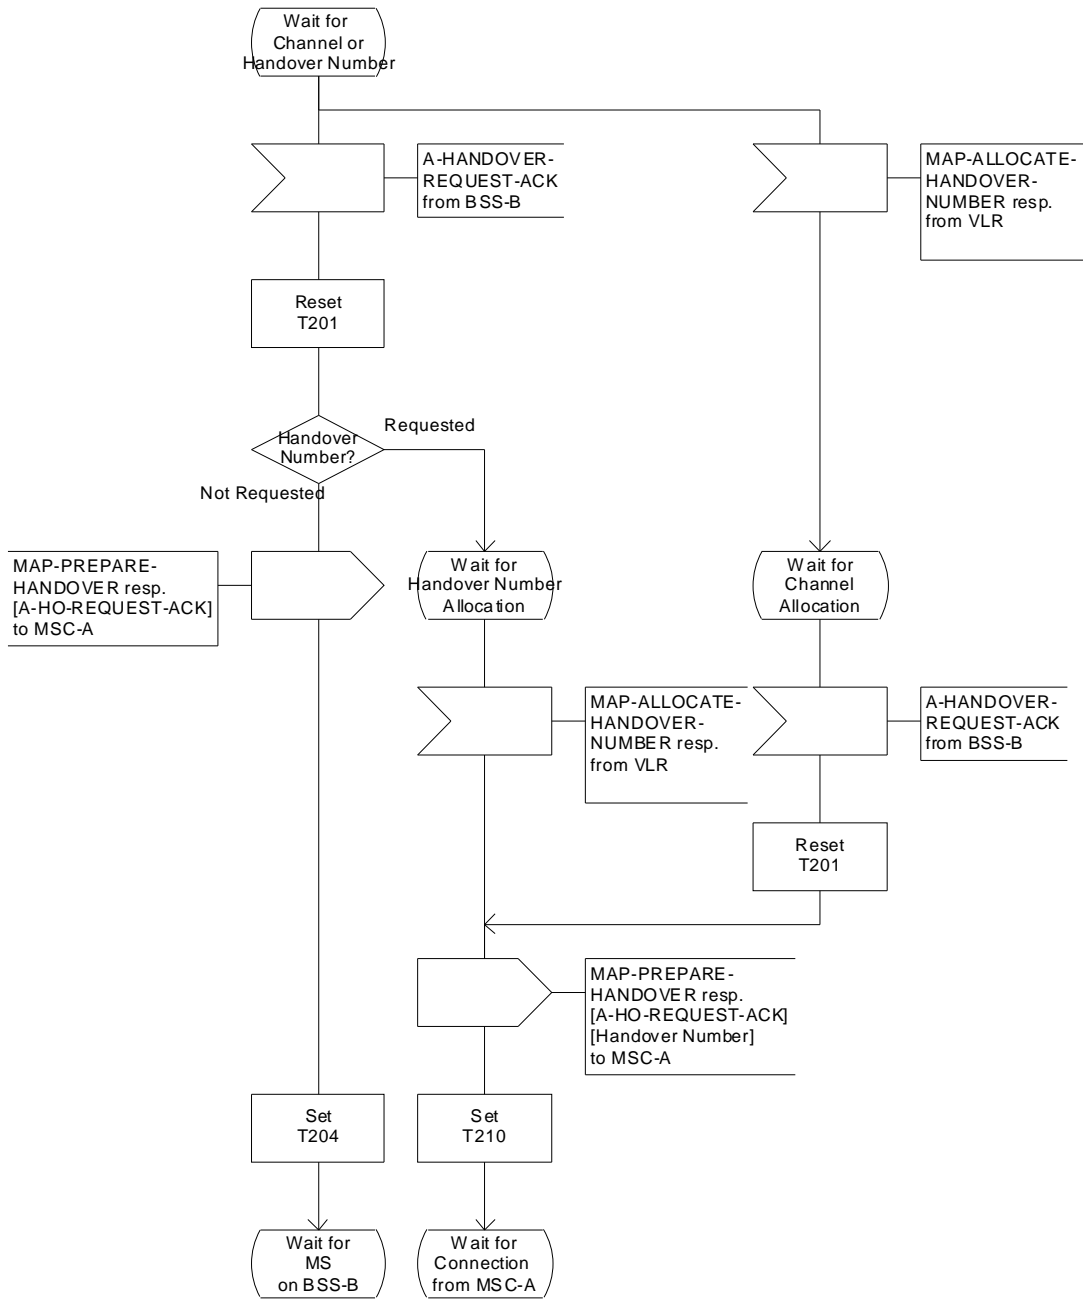 Wait for
Channel or
Handover Number
A-HANDOVER-
REQUEST-ACK
from BSS-B
MAP-ALLOCATE-
HANDOVER-
NUMBER resp.
from VLR
Reset
T201
Handover
Number?
Requested
Not Requested
MAP-PREPARE-
HANDOVER resp.
[A-HO-REQUEST-ACK]
to MSC-A
Wait for
Handover Number
Allocation
Wait for
Channel
Allocation
MAP-ALLOCATE-
HANDOVER-
NUMBER resp.
from VLR
A-HANDOVER-
REQUEST-ACK
from BSS-B
Reset
T201
MAP-PREPARE-
HANDOVER resp.
[A-HO-REQUEST-ACK]
[Handover Number]
to MSC-A
Set
T204
Set
T210
Wait for
MS
on BSS-B
Wait for
Connection
from MSC-A